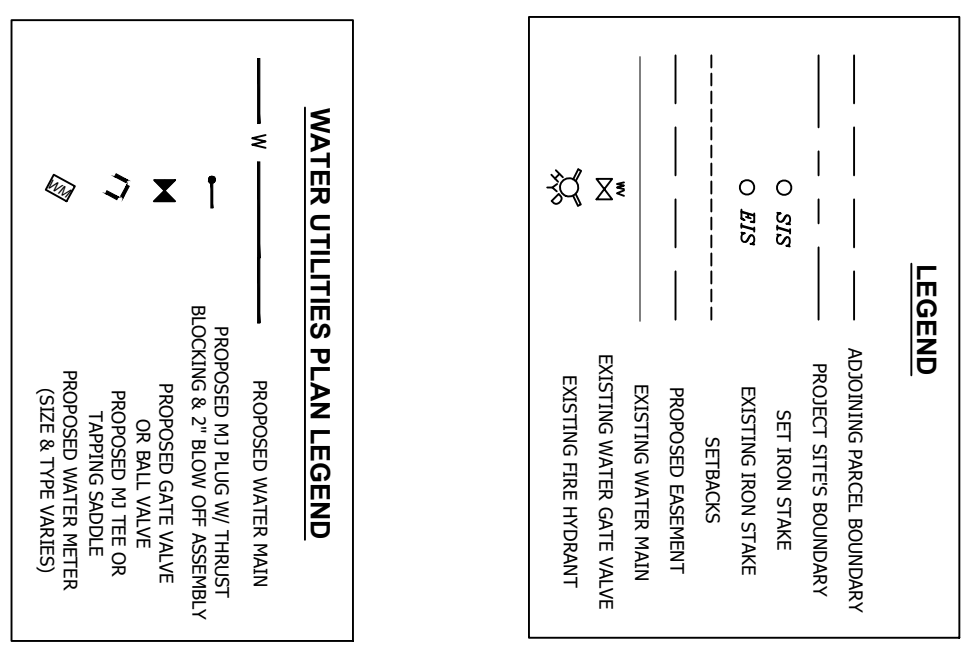 LEGEND
ADJOINING PARCEL BOUNDARY
PROJECT SITE'S BOUNDARY
SIS SET IRON STAKE
EIS EXISTING IRON STAKE
SETBACKS
PROPOSED EASEMENT
EXISTING WATER MAIN
WV EXISTING WATER GATE VALVE
HYD EXISTING FIRE HYDRANT
WATER UTILITIES PLAN LEGEND
W PROPOSED WATER MAIN
PROPOSED MJ PLUG W/ THRUST
BLOCKING & 2" BLOW OFF ASSEMBLY
PROPOSED GATE VALVE
OR BALL VALVE
PROPOSED MJ TEE OR
TAPPING SADDLE
WM PROPOSED WATER METER
(SIZE & TYPE VARIES)